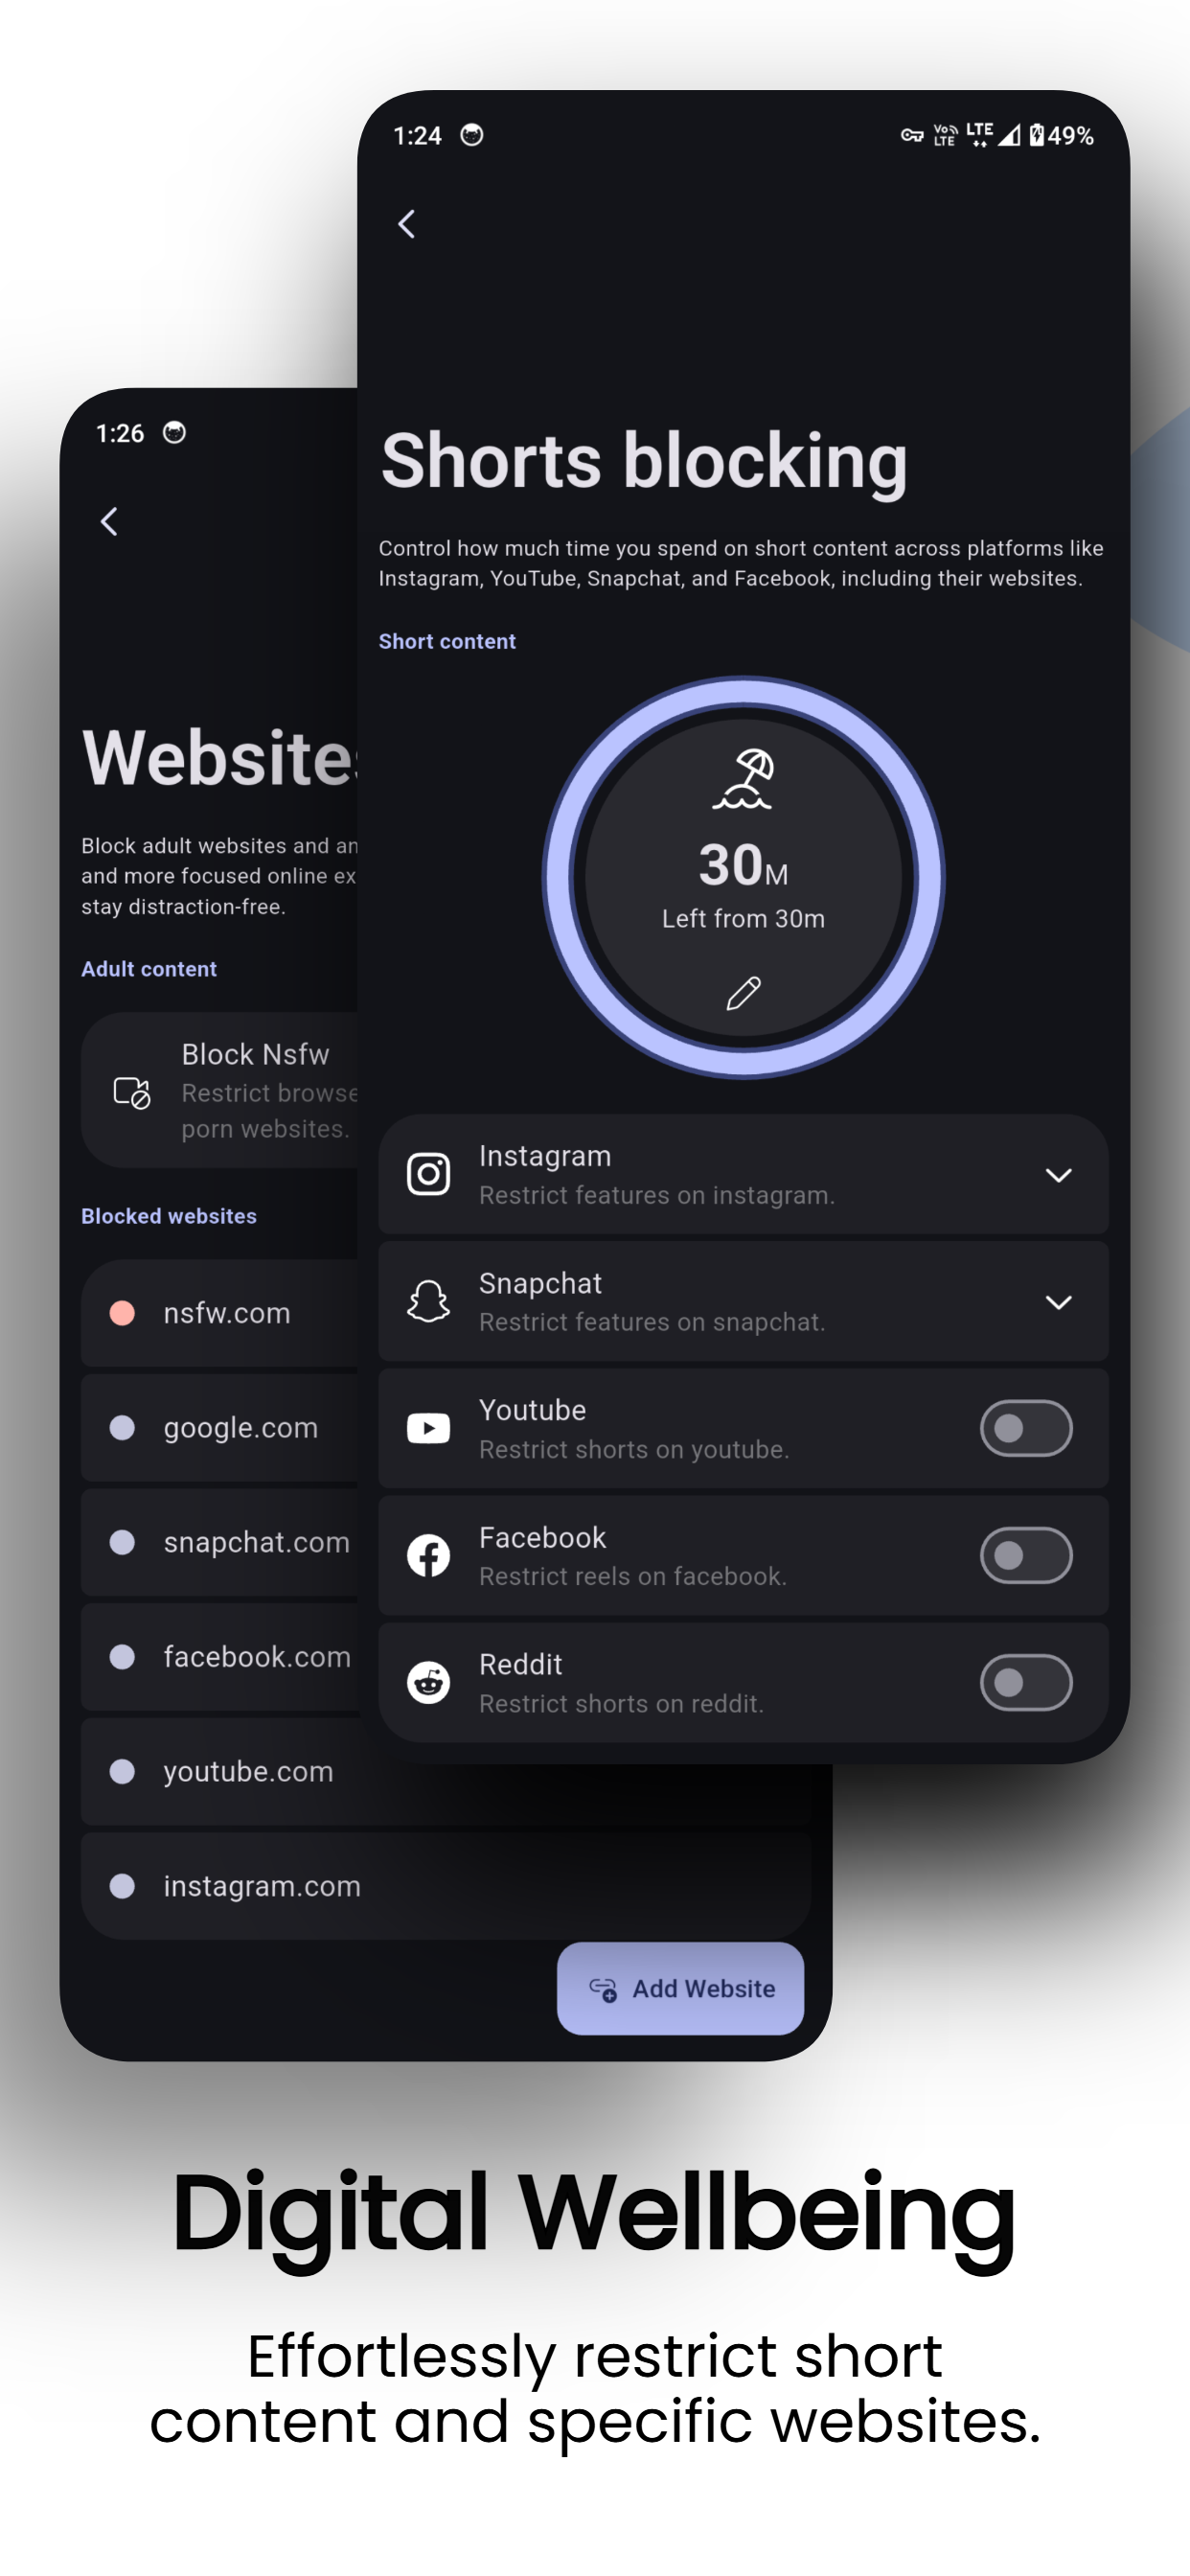 1:24
Vo LTE
LTE
49%
Shorts blocking
Control how much time you spend on short content across platforms like
Instagram, YouTube, Snapchat, and Facebook, including their websites.
Short content
30M
Left from 30m
Instagram
Restrict features on instagram.
Snapchat
Restrict features on snapchat.
Youtube
Restrict shorts on youtube.
Facebook
Restrict reels on facebook.
Reddit
Restrict shorts on reddit.
1:26
Websites
Block adult websites and
and more focused online
stay distraction-free.
Adult content
Block Nsfw
Restrict
porn websites.
Blocked websites
nsfw.com
google.com
snapchat.com
facebook.com
youtube.com
instagram.com
Add Website
Digital Wellbeing
Effortlessly restrict short
content and specific websites.